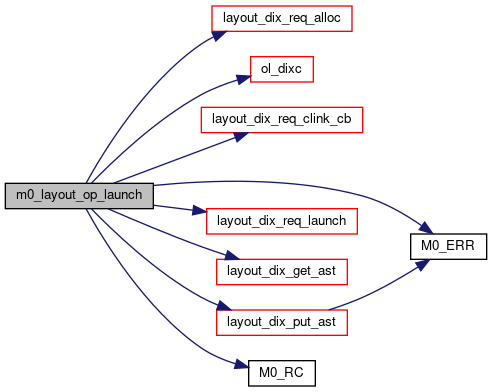 layout_dix_req_alloc
ol_dixc
layout_dix_req_clink_cb
m0_layout_op_launch
layout_dix_req_launch
M0_ERR
layout_dix_get_ast
layout_dix_put_ast
M0_RC